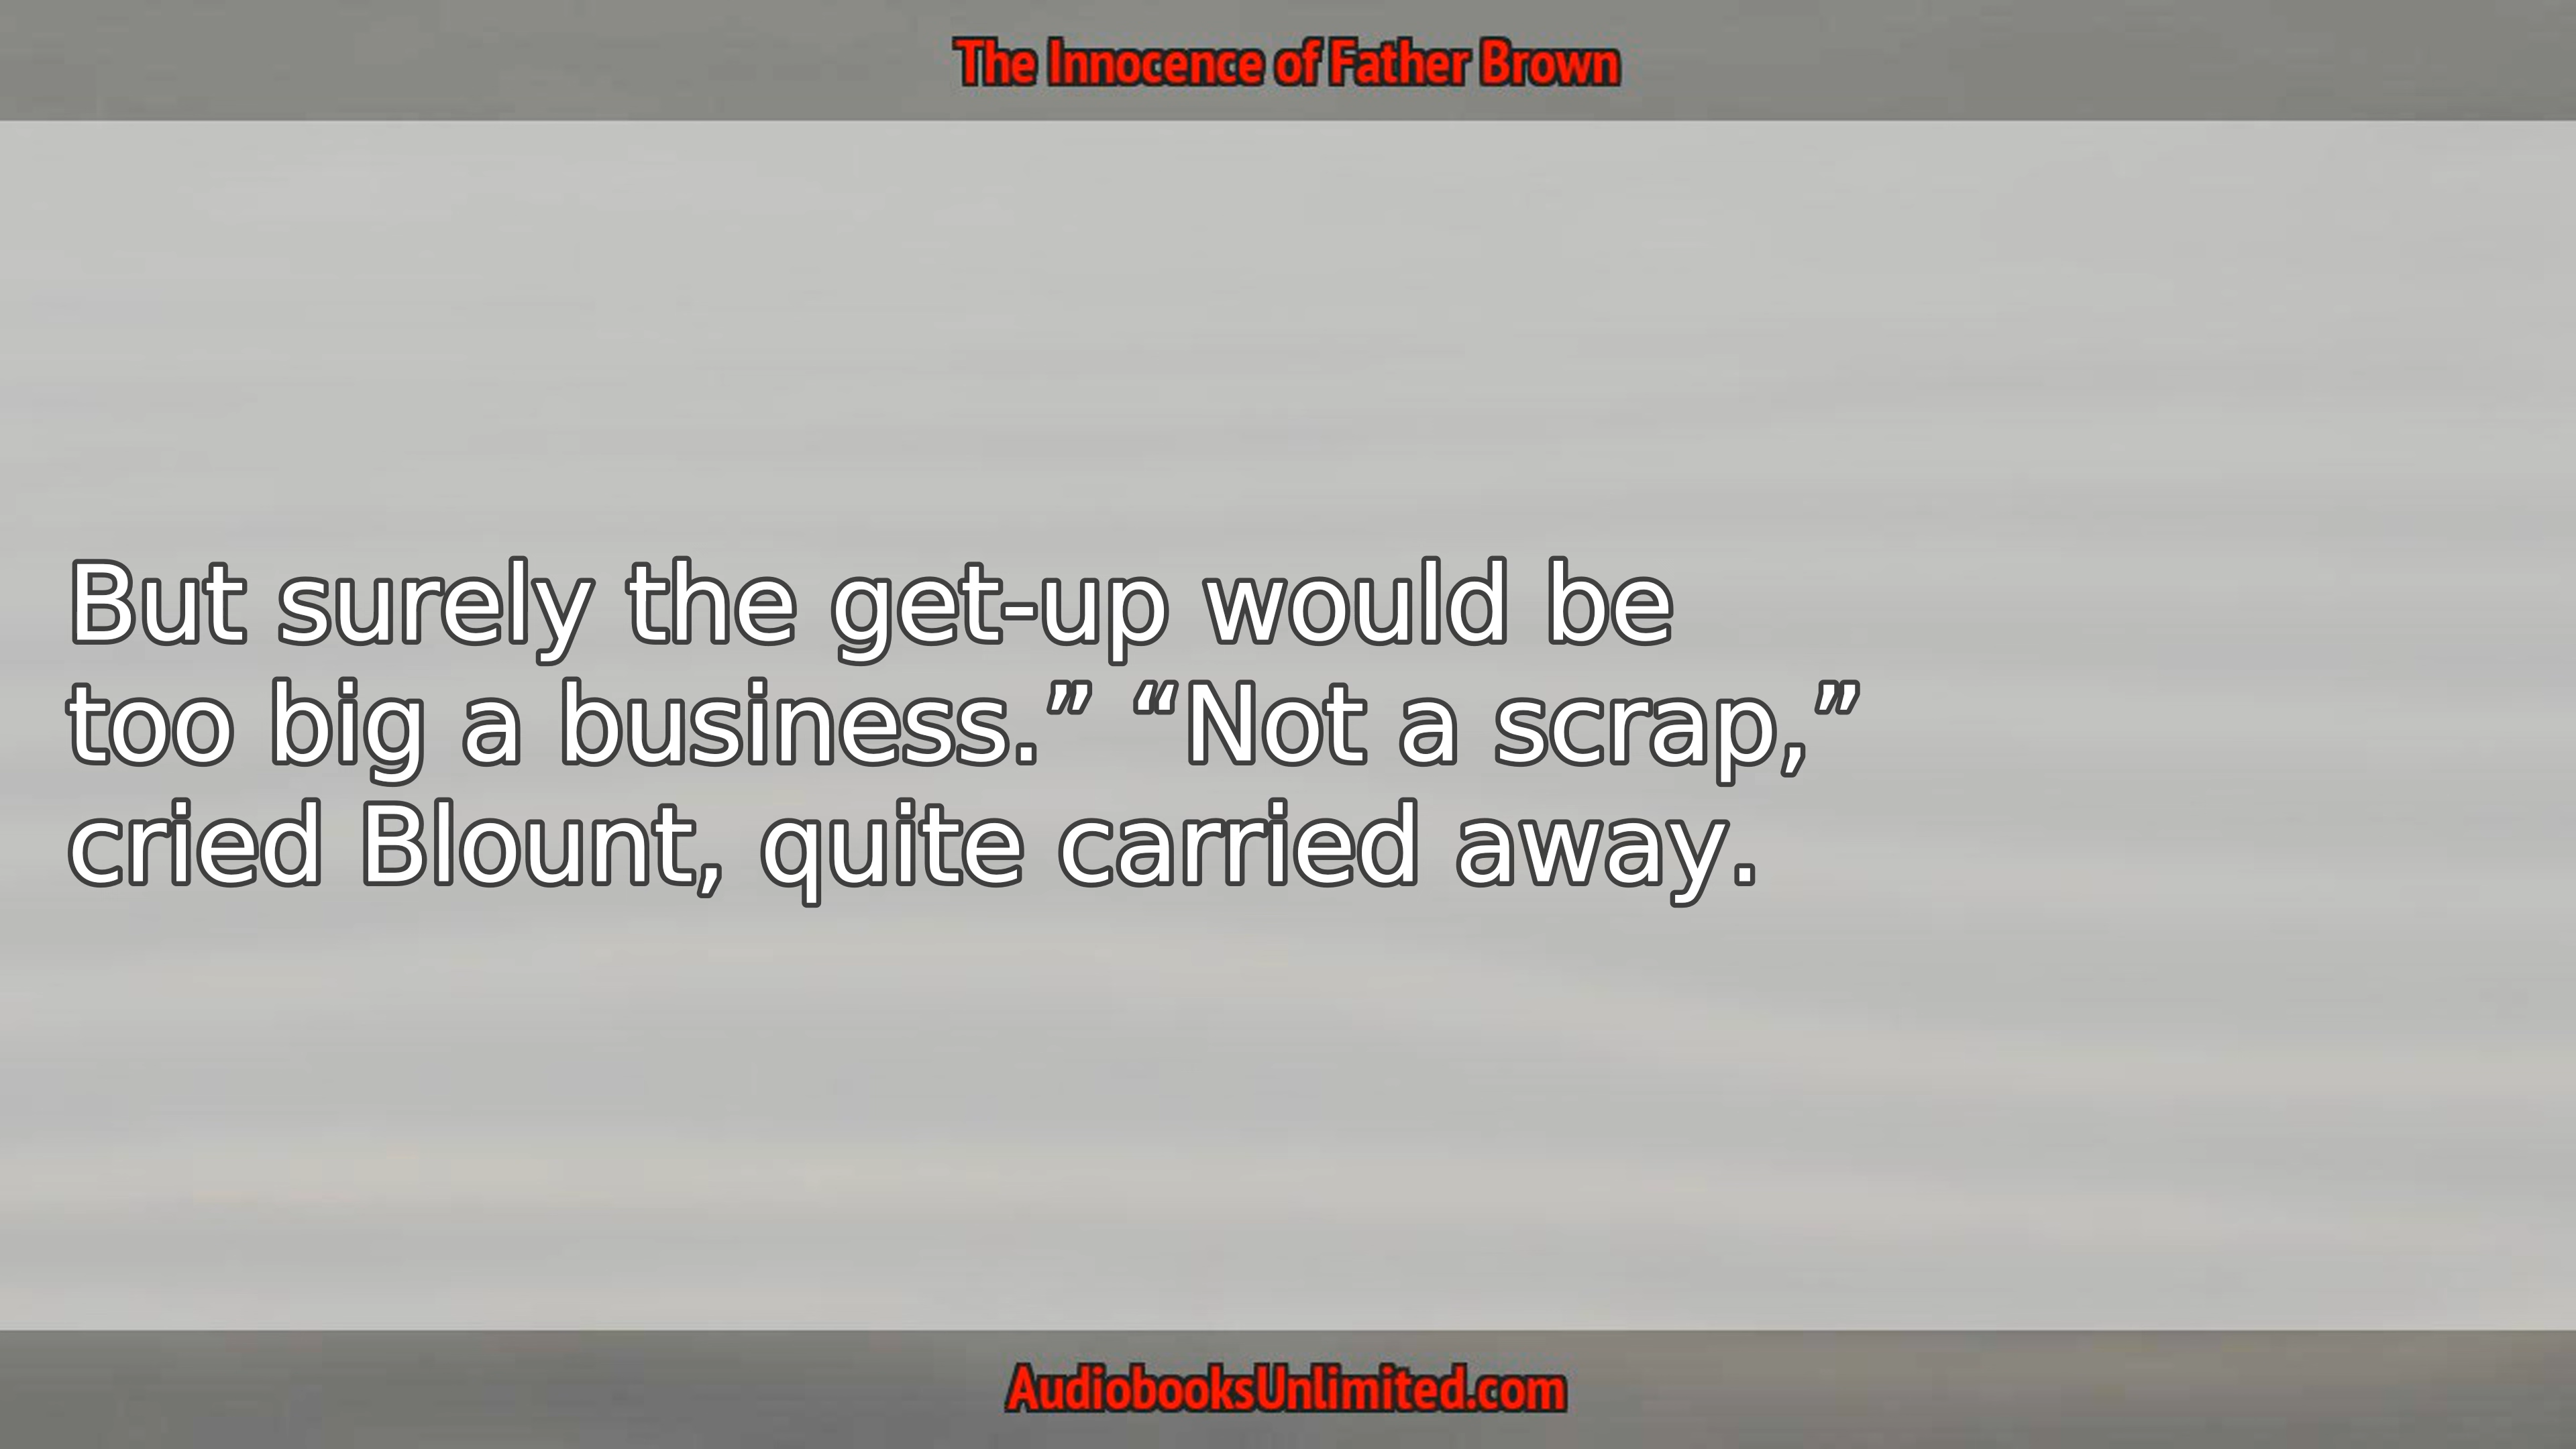 The Innocence of Father Brown
But surely the get-up would be
too big a business.” “Not a scrap,”
cried Blount, quite carried away.
AudiobooksUnlimited.com